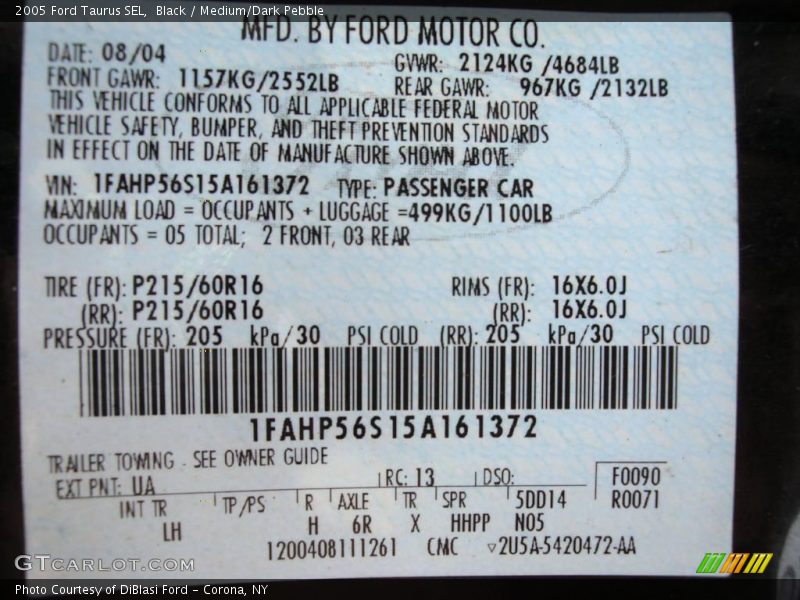 2005 Ford Taurus SEL, Black / Medium/Dark Pebble
MFD. BY FORD MOTOR CO.
DATE: 08/04
GVWR: 2124KG /4684LB
FRONT GAWR: 1157KG/2552LB
REAR GAWR: 967KG /2132LB
THIS VEHICLE CONFORMS TO ALL APPLICABLE FEDERAL MOTOR
VEHICLE SAFETY, BUMPER, AND THEFT PREVENTION STANDARDS
IN EFFECT ON THE DATE OF MANUFACTURE SHOWN ABOVE.
VIN: 1FAHP56S15A161372 TYPE: PASSENGER CAR
MAXIMUM LOAD = OCCUPANTS + LUGGAGE =499KG/1100LB
OCCUPANTS = 05 TOTAL; 2 FRONT, 03 REAR
TIRE (FR): P215/60R16 RIMS (FR): 16X6.0J
(RR): P215/60R16 (RR): 16X6.0J
PRESSURE (FR): 205 kPa/30 PSI COLD (RR): 205 kPa/30 PSI COLD
1FAHP56S15A161372
TRAILER TOWING - SEE OWNER GUIDE
EXT PNT: UA RC: 13 DSO: F0090
INT TR TP/PS R AXLE TR SPR 5DD14 R0071
LH H 6R X HHPP N05
1200408111261 CMC ▽2U5A-5420472-AA
GTCARLOT.COM
Photo Courtesy of DiBlasi Ford - Corona, NY